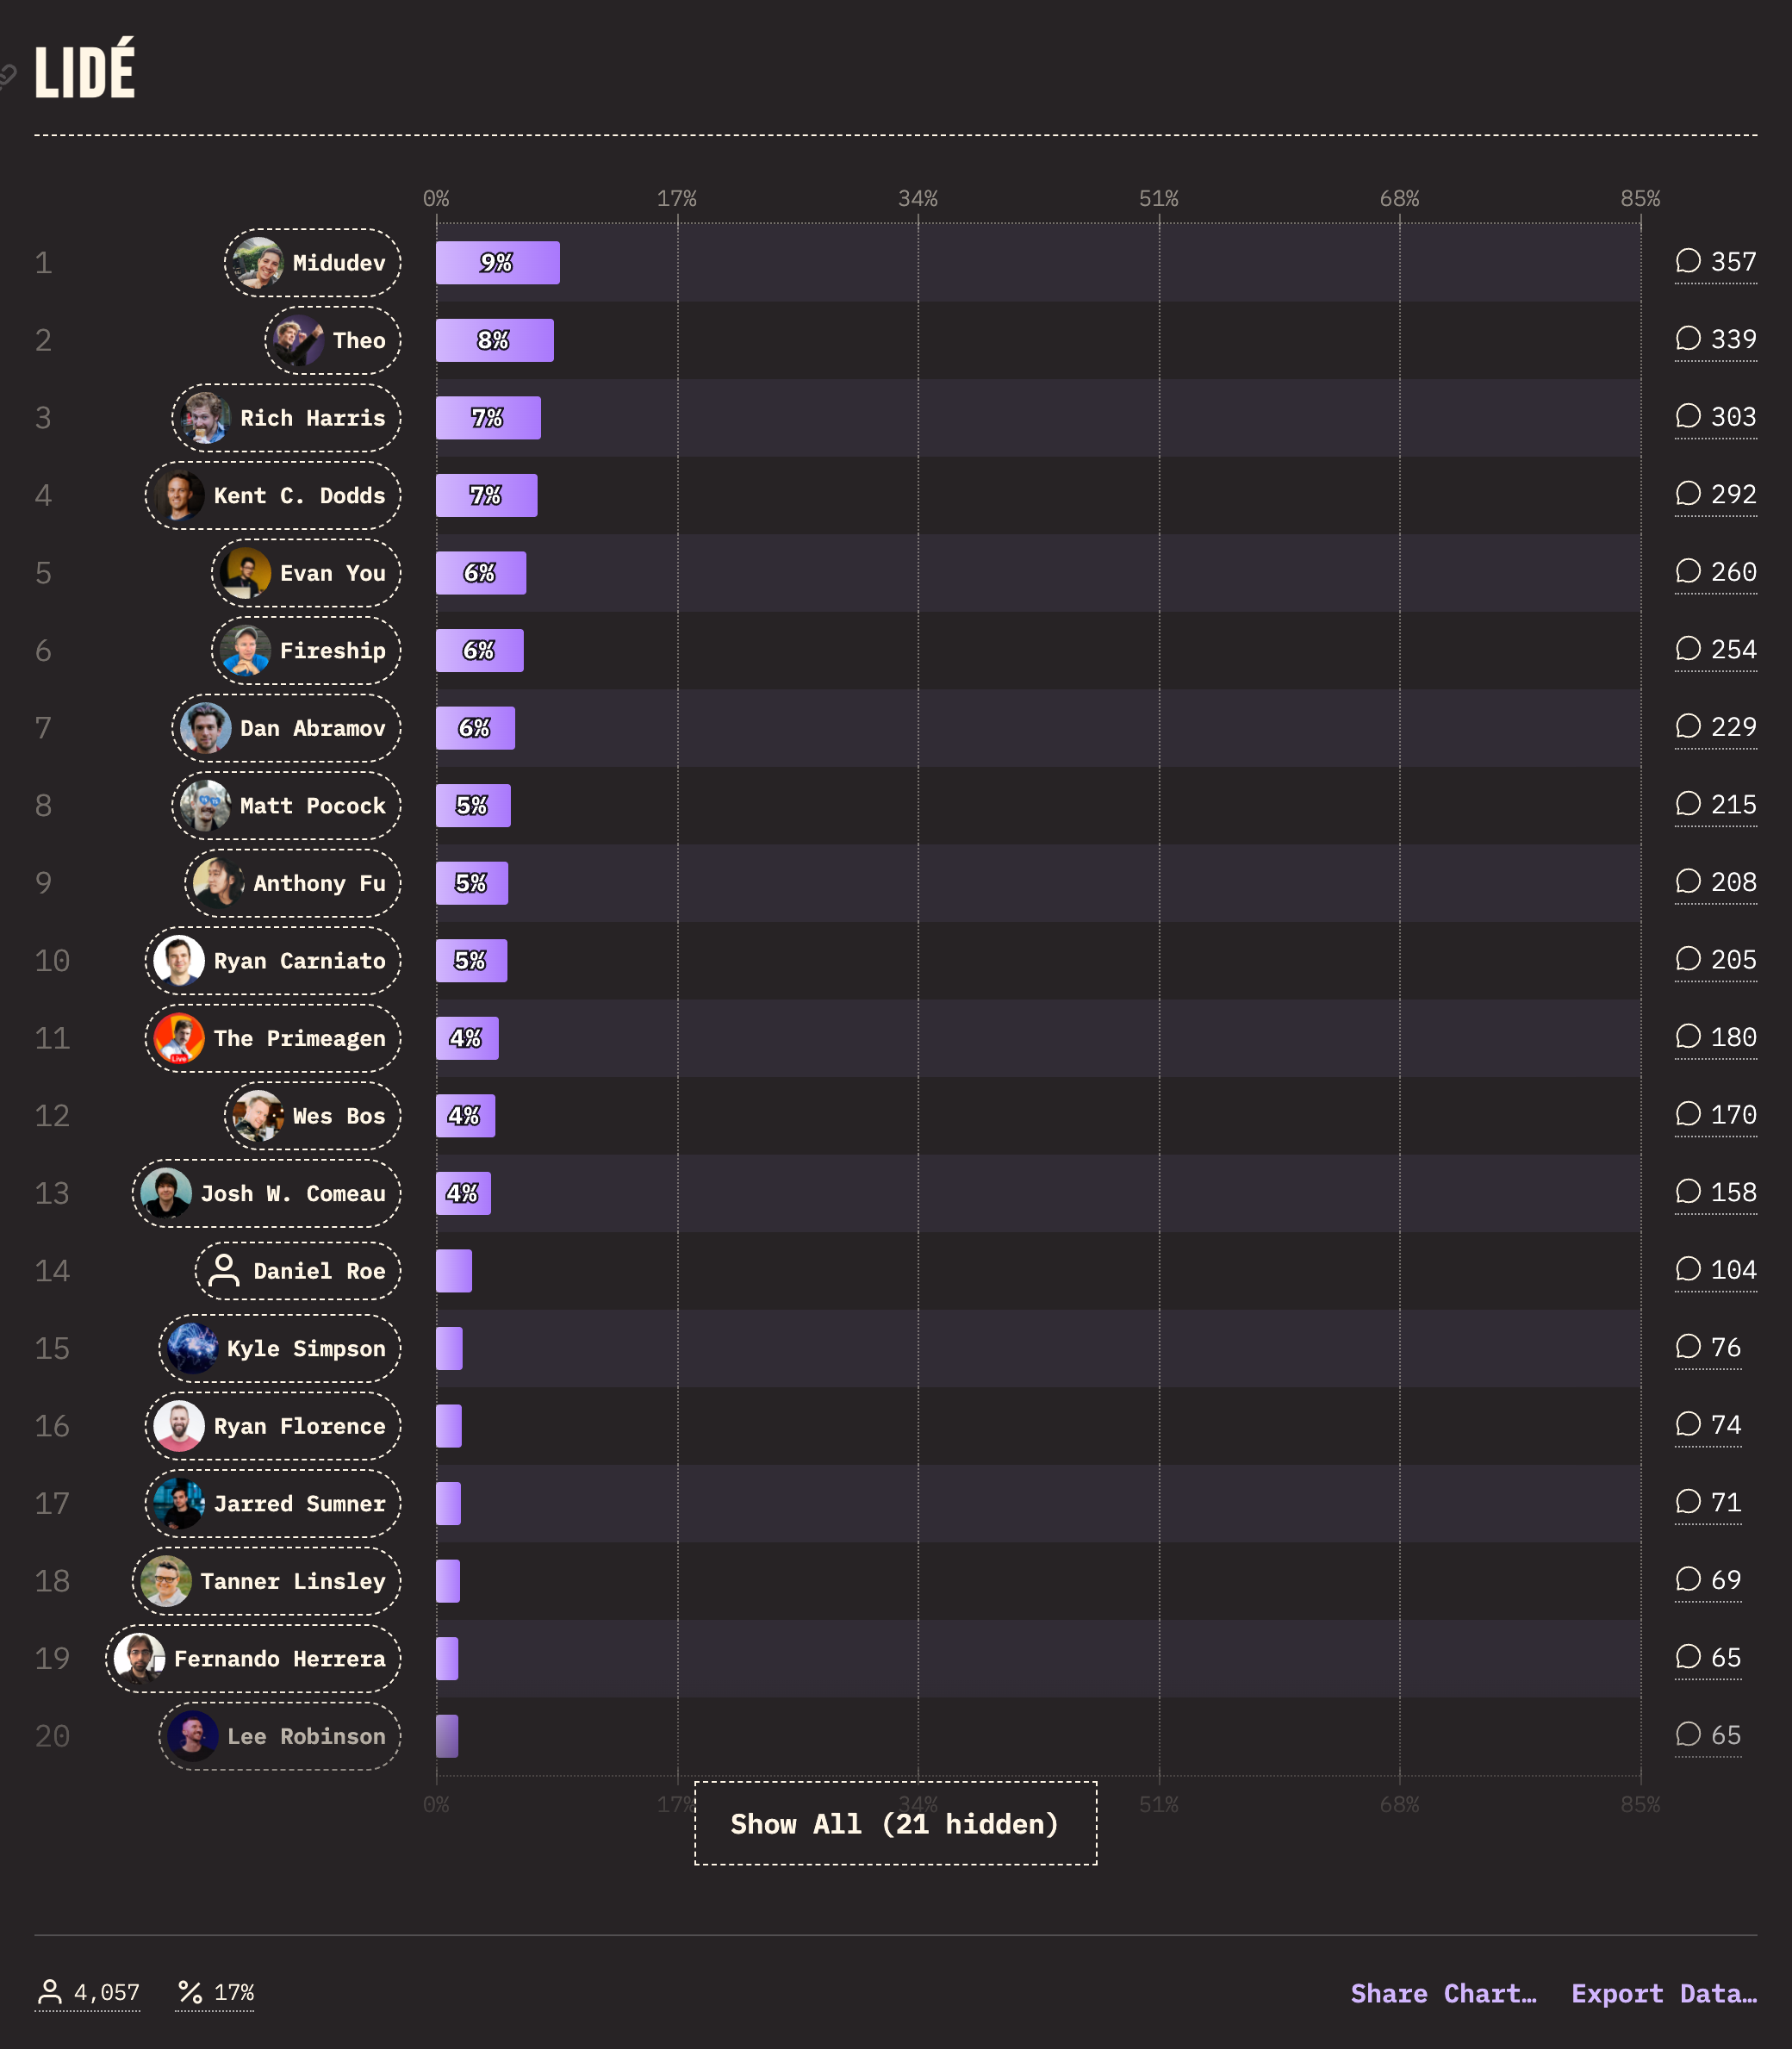 LIDÉ
0% 17% 34% 51% 68% 85%
1 Midudev 9% 357
2 Theo 8% 339
3 Rich Harris 7% 303
4 Kent C. Dodds 7% 292
5 Evan You 6% 260
6 Fireship 6% 254
7 Dan Abramov 6% 229
8 Matt Pocock 5% 215
9 Anthony Fu 5% 208
10 Ryan Carniato 5% 205
11 The Primeagen 4% 180
12 Wes Bos 4% 170
13 Josh W. Comeau 4% 158
14 Daniel Roe 104
15 Kyle Simpson 76
16 Ryan Florence 74
17 Jarred Sumner 71
18 Tanner Linsley 69
19 Fernando Herrera 65
20 Lee Robinson 65
0% 17% 34% 51% 68% 85%
Show All (21 hidden)
4,057 17% Share Chart… Export Data…